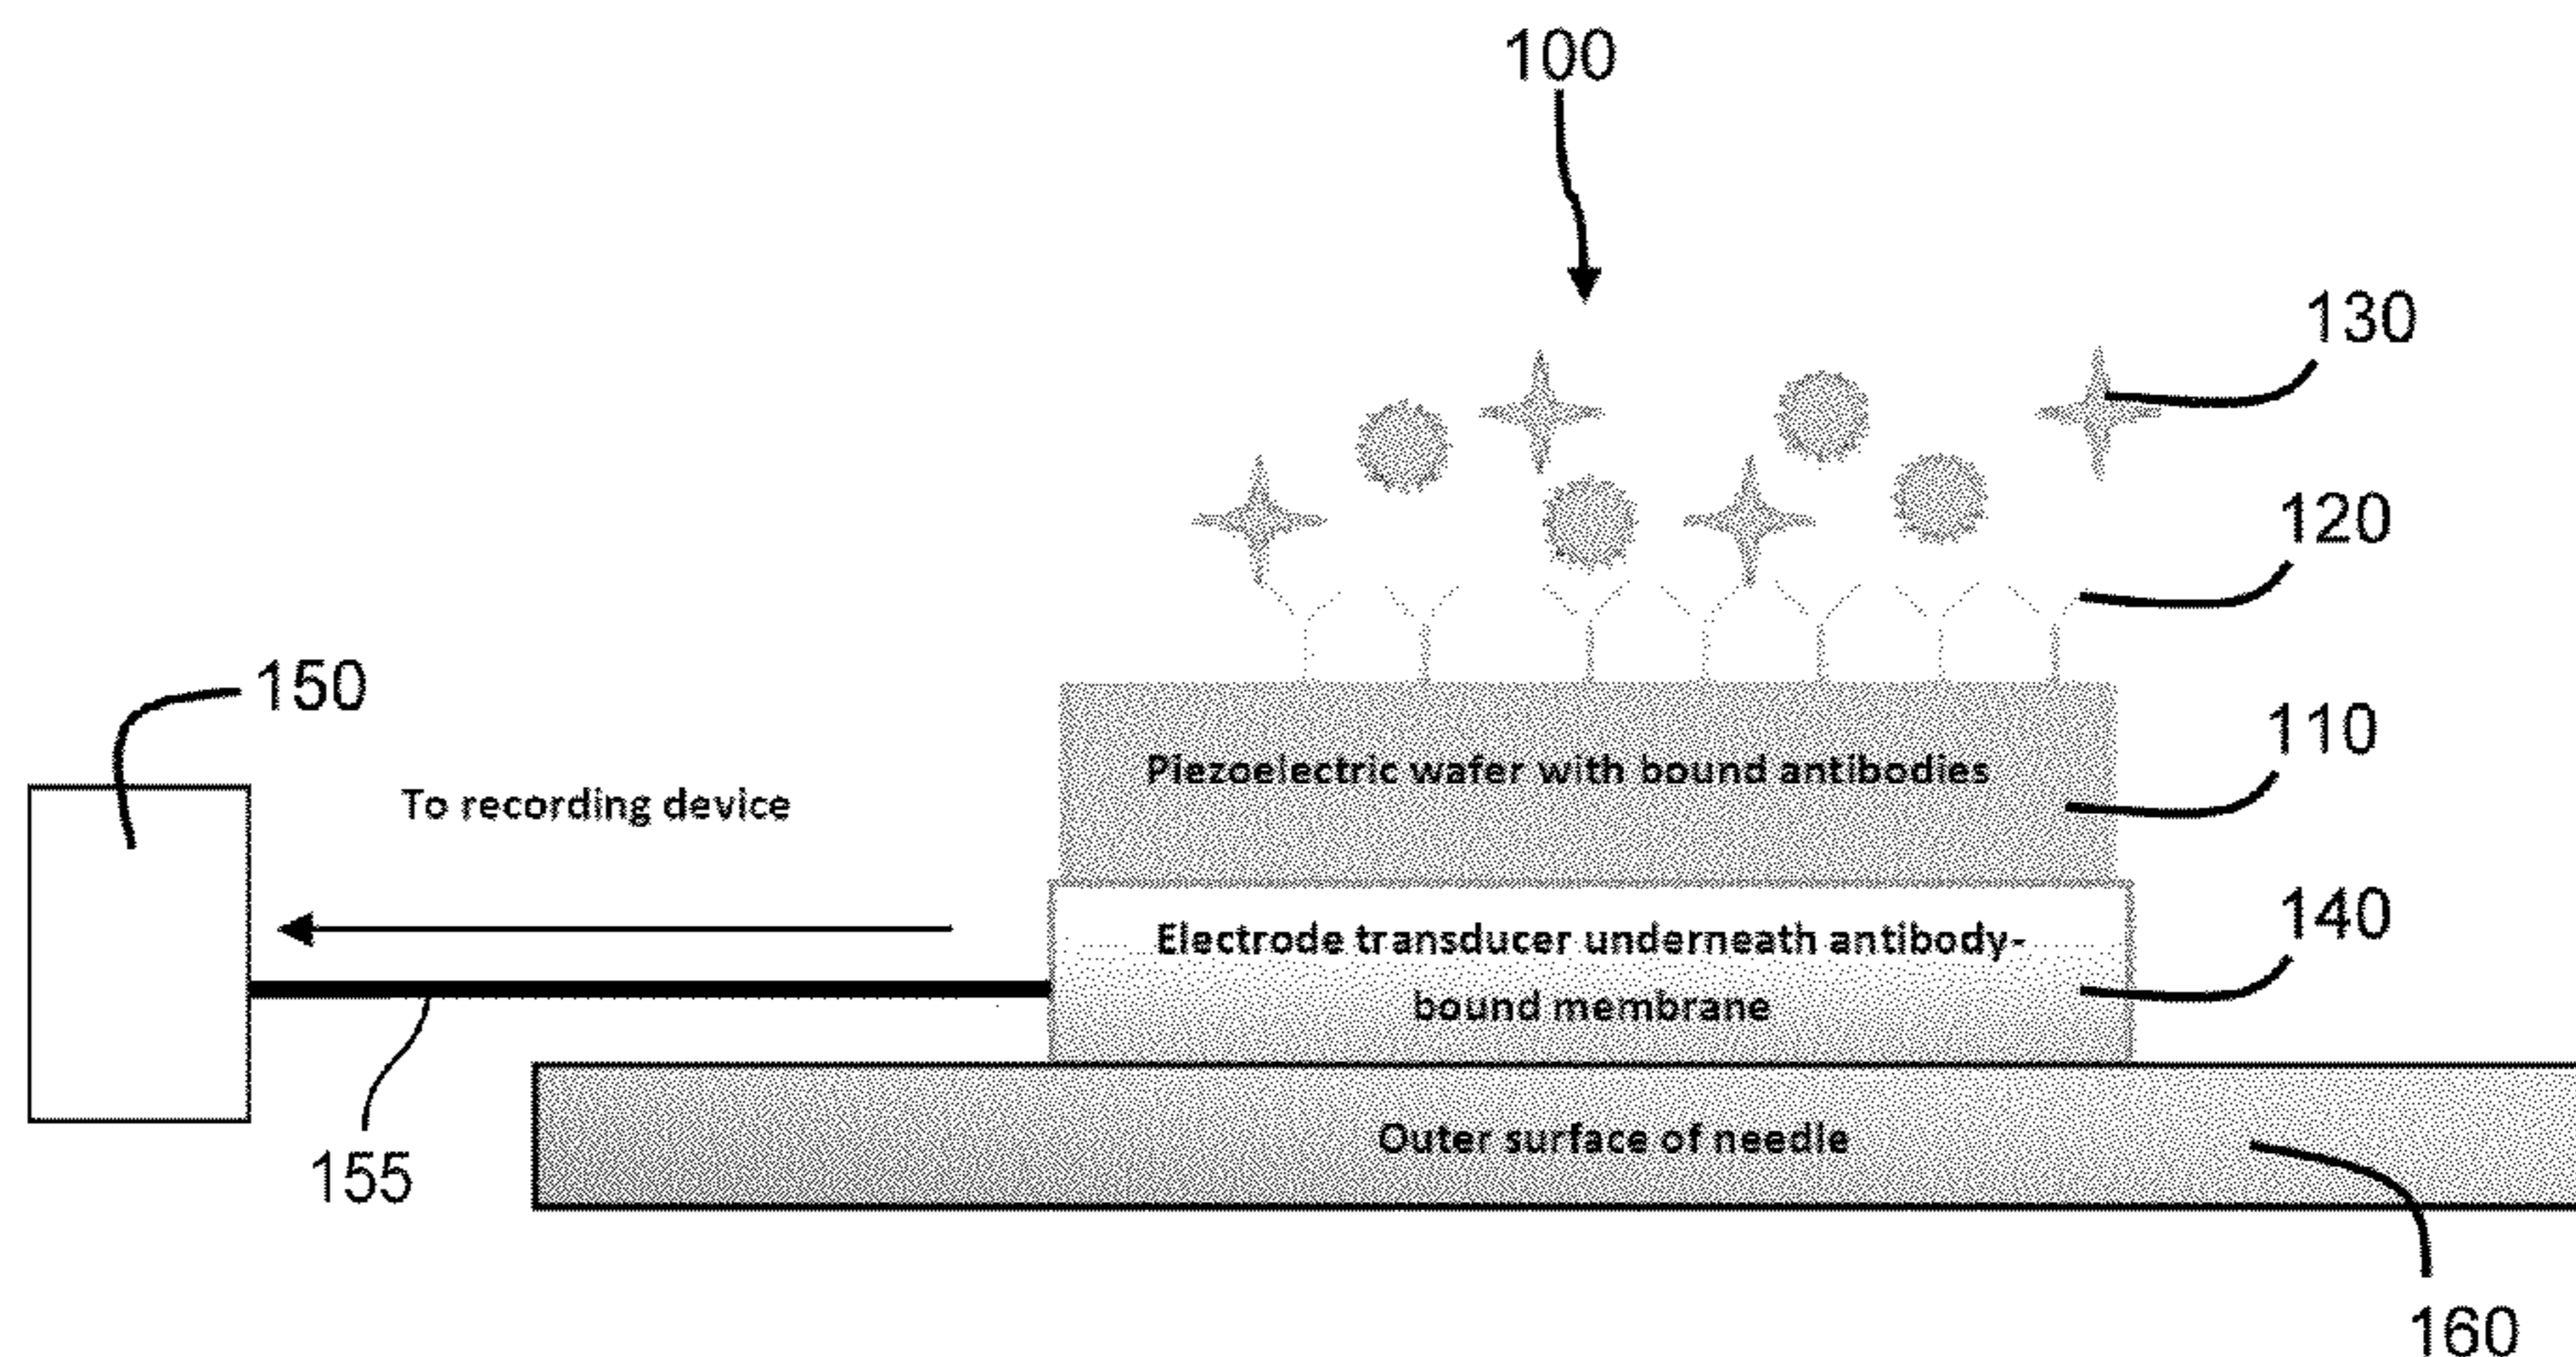 100
130
120
150
110
Piezoelectric wafer with bound antibodies
To recording device
140
Electrode transducer underneath antibody-
bound membrane
155
Outer surface of needle
160